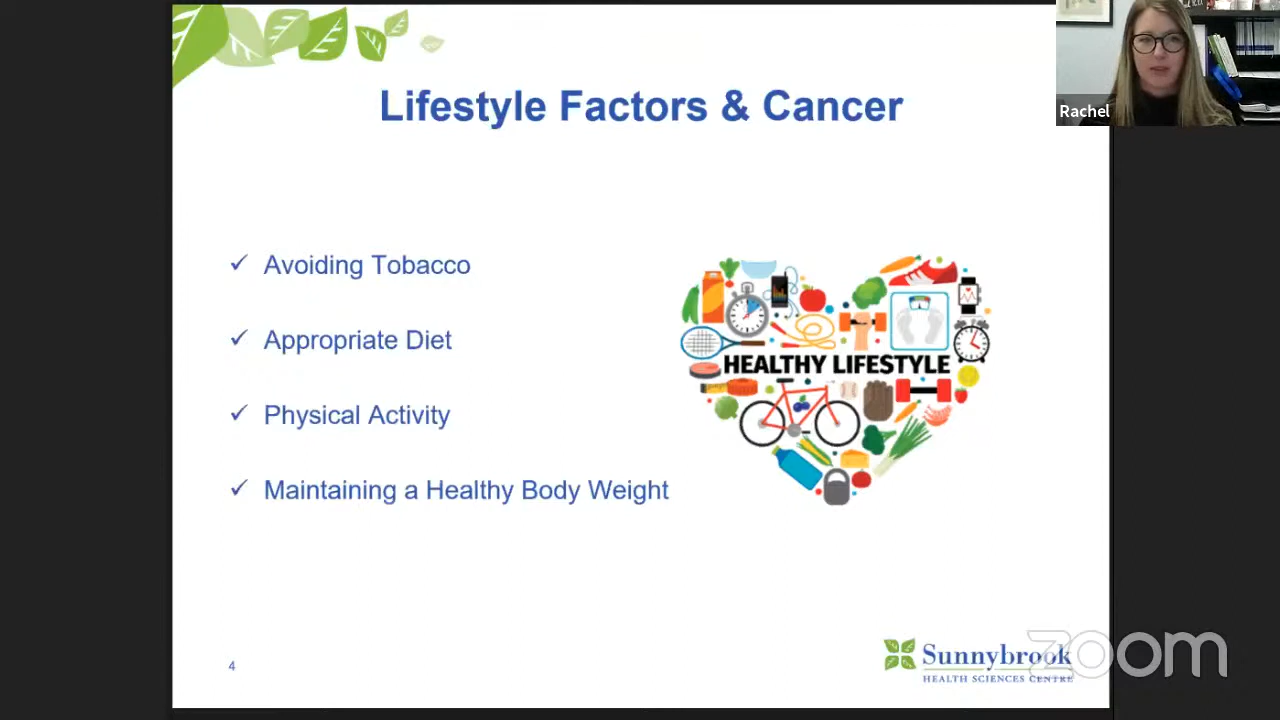 Lifestyle Factors & Cancer
Rachel
✓ Avoiding Tobacco
✓ Appropriate Diet
✓ Physical Activity
✓ Maintaining a Healthy Body Weight
HEALTHY LIFESTYLE
4
Sunnybrook
HEALTH SCIENCES CENTRE
zoom